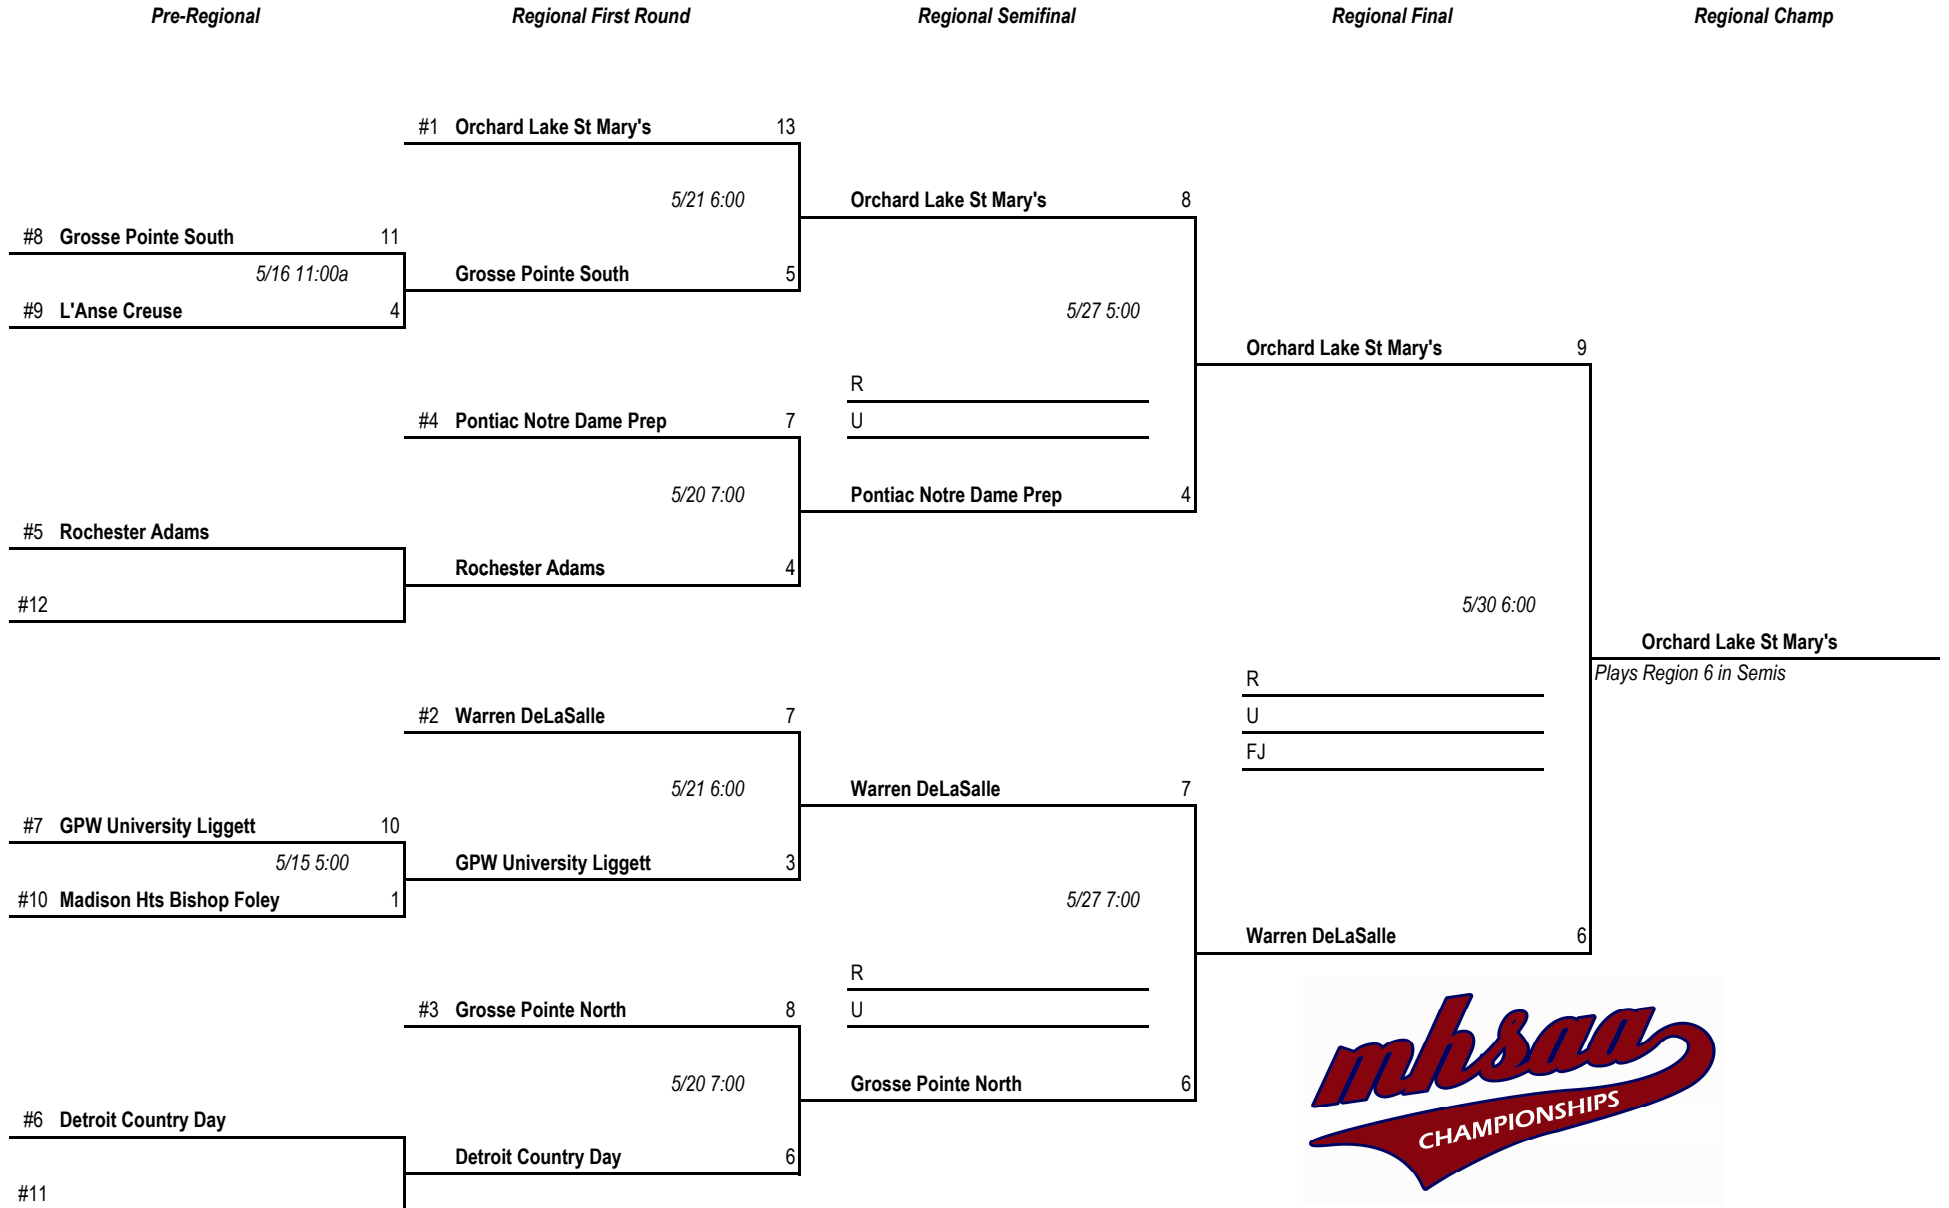 Pre-Regional Regional First Round Regional Semifinal Regional Final Regional Champ
#1 Orchard Lake St Mary's 13
5/21 6:00 Orchard Lake St Mary's 8
#8 Grosse Pointe South 11
5/16 11:00a Grosse Pointe South 5
#9 L'Anse Creuse 4 5/27 5:00
Orchard Lake St Mary's 9
R
#4 Pontiac Notre Dame Prep 7 U
5/20 7:00 Pontiac Notre Dame Prep 4
#5 Rochester Adams
Rochester Adams 4
#12 5/30 6:00
Orchard Lake St Mary's
Plays Region 6 in Semis
R
#2 Warren DeLaSalle 7 U
FJ
5/21 6:00 Warren DeLaSalle 7
#7 GPW University Liggett 10
5/15 5:00 GPW University Liggett 3
#10 Madison Hts Bishop Foley 1 5/27 7:00
Warren DeLaSalle 6
R
#3 Grosse Pointe North 8 U
mhsaa
5/20 7:00 Grosse Pointe North 6
CHAMPIONSHIPS
#6 Detroit Country Day
Detroit Country Day 6
#11